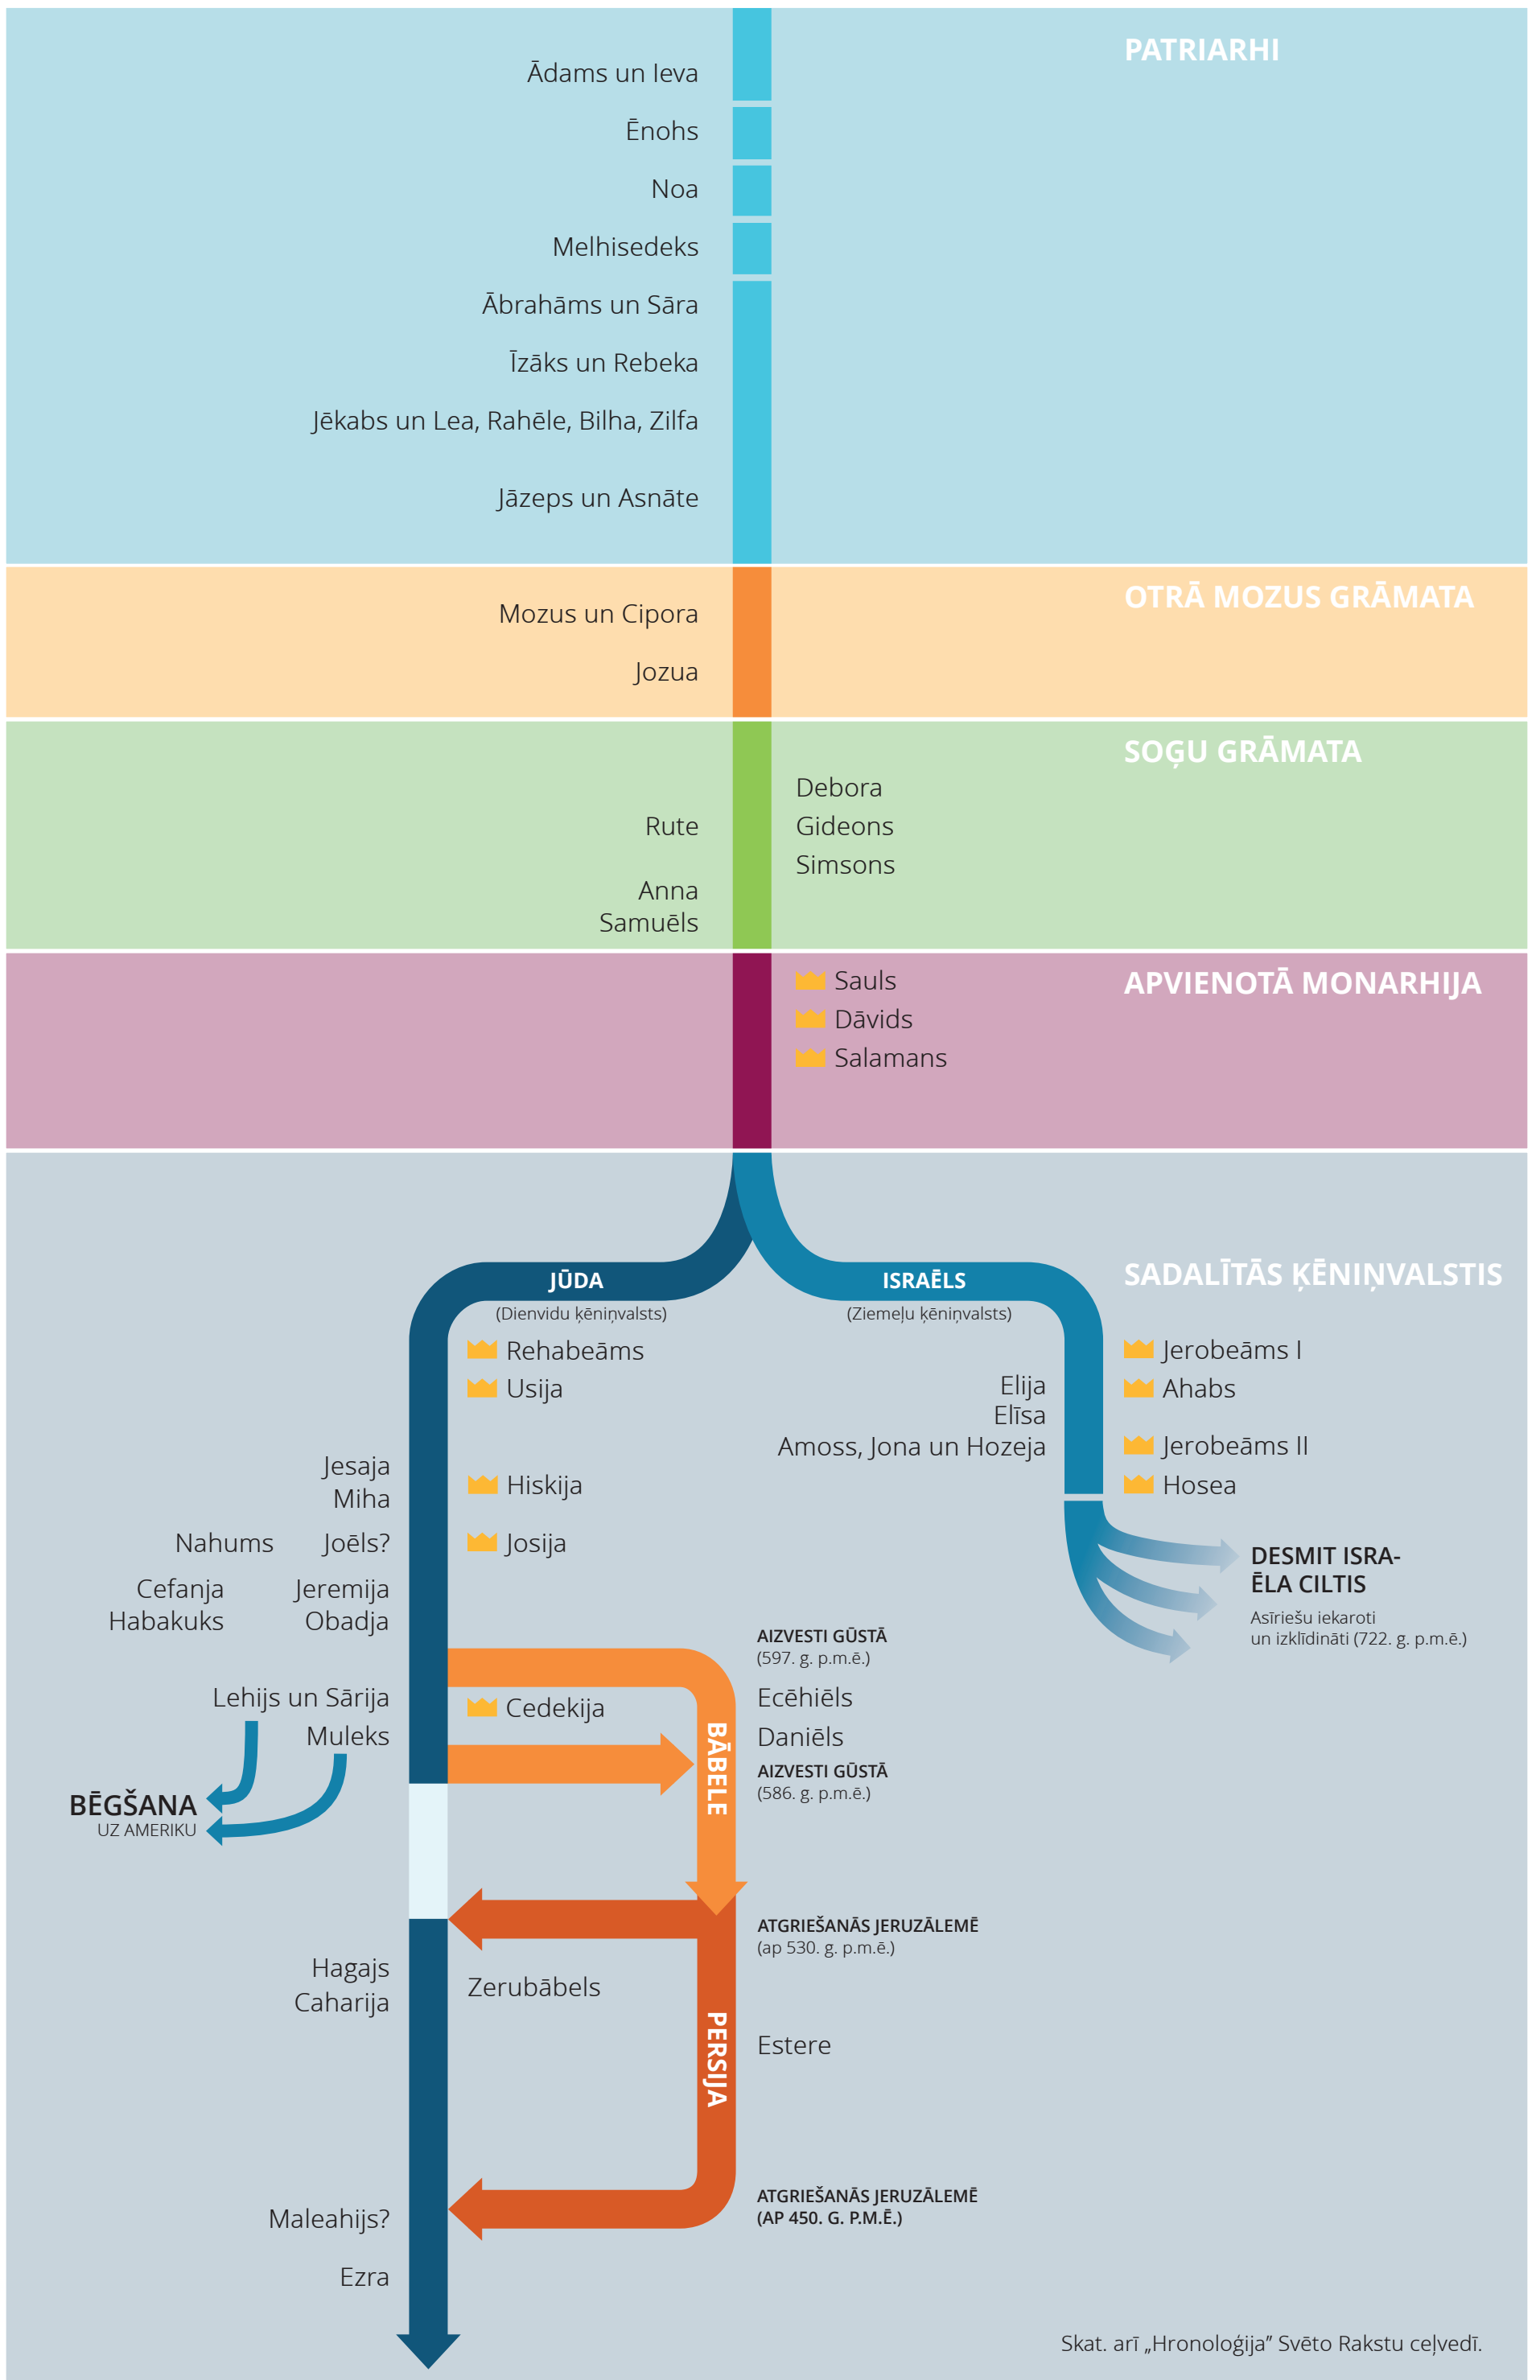 PATRIARHI
Ādams un Ieva
Ēnohs
Noa
Melhisedeks
Ābrahāms un Sāra
Īzāks un Rebeka
Jēkabs un Lea, Rahēle, Bilha, Zilfa
Jāzeps un Asnāte
OTRĀ MOZUS GRĀMATA
Mozus un Cipora
Jozua
SOĢU GRĀMATA
Debora
Rute
Gideons
Simsons
Anna
Samuēls
APVIENOTĀ MONARHIJA
Sauls
Dāvids
Salamans
SADALĪTĀS ĶĒNIŅVALSTIS
JŪDA
(Dienvidu ķēniņvalsts)
ISRAĒLS
(Ziemeļu ķēniņvalsts)
Rehabeāms
Usija
Jerobeāms I
Ahabs
Elija
Elīsa
Amoss, Jona un Hozeja
Jerobeāms II
Hosea
Jesaja
Miha
Hiskija
Nahums
Joēls?
Josija
Cefanja
Habakuks
Jeremija
Obadja
DESMIT ISRA-
ĒLA CILTIS
Asīriešu iekaroti
un izklīdināti (722. g. p.m.ē.)
AIZVESTI GŪSTĀ
(597. g. p.m.ē.)
Lehijs un Sārija
Muleks
Cedekija
Ecēhiēls
Daniēls
BĀBELE
AIZVESTI GŪSTĀ
(586. g. p.m.ē.)
BĒGŠANA
UZ AMERIKU
ATGRIEŠANĀS JERUZĀLEMĒ
(ap 530. g. p.m.ē.)
Hagajs
Caharija
Zerubābels
PERSIJA
Estere
ATGRIEŠANĀS JERUZĀLEMĒ
(AP 450. G. P.M.Ē.)
Maleahijs?
Ezra
Skat. arī „Hronoloģija” Svēto Rakstu ceļvedī.